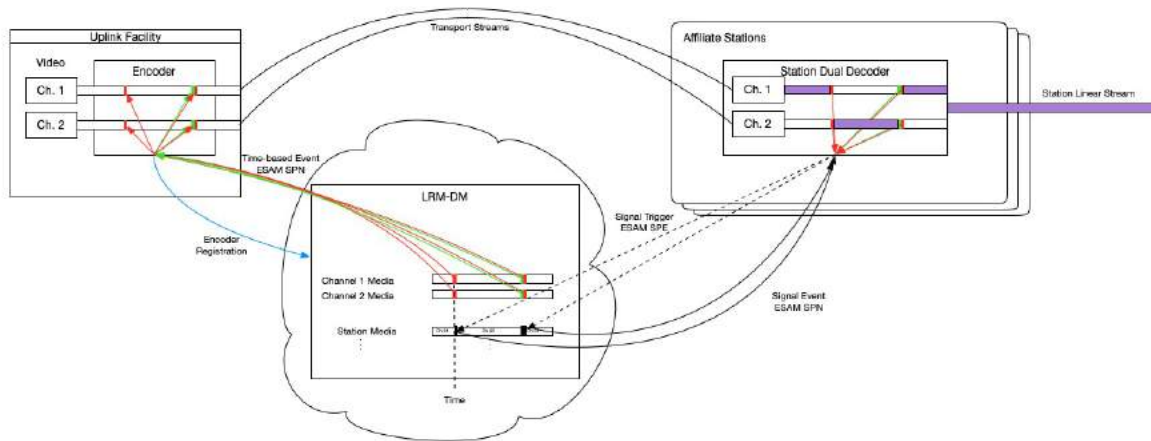 Uplink Facility
Video
Encoder
Ch. 1
Ch. 2
Transport Streams
Affiliate Stations
Station Dual Decoder
Ch. 1
Ch. 2
Station Linear Stream
Time-based Event
ESAM SPN
LRM-DM
Encoder
Registration
Signal Trigger
ESAM SPE
Channel 1 Media
Channel 2 Media
Station Media
Signal Event
ESAM SPN
Time